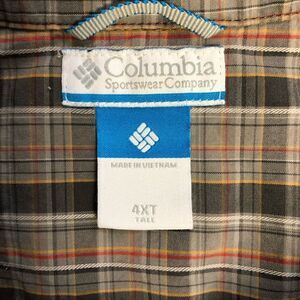 Columbia
Sportswear Company
MADE IN VIETNAM
4XT
TALL